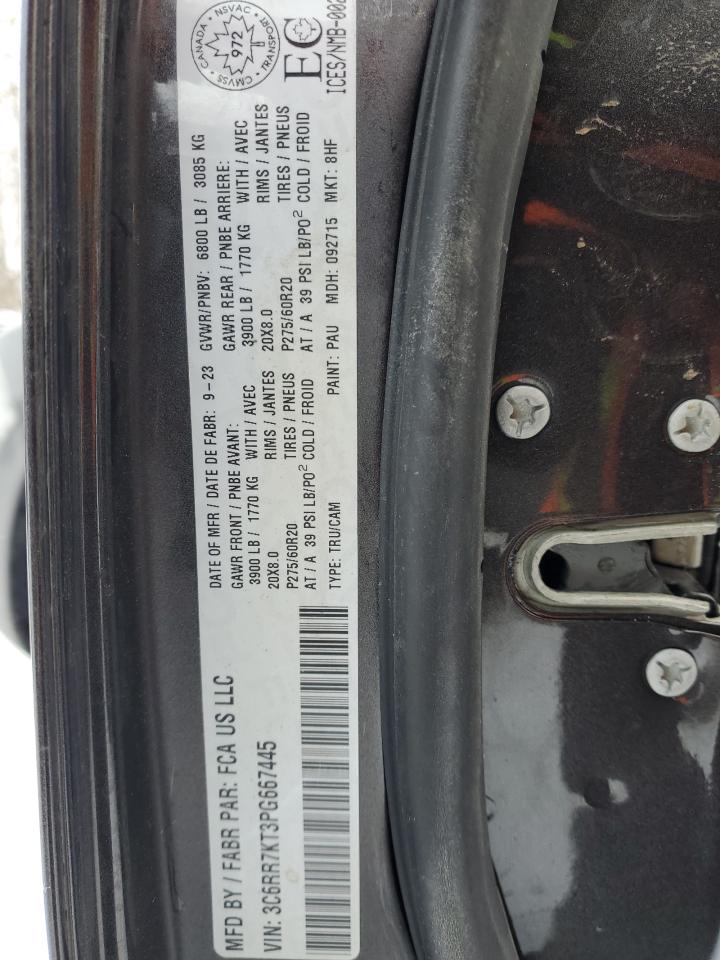 MFD BY / FABR PAR: FCA US LLC
VIN: 3C6RR7KT3PG667445
DATE OF MFR / DATE DE FABR: 9-23 GVWR/PNBV: 6800 LB / 3085 KG
GAWR FRONT / PNBE AVANT: GAWR REAR / PNBE ARRIERE:
3900 LB / 1770 KG WITH / AVEC 3900 LB / 1770 KG WITH / AVEC
20X8.0 RIMS / JANTES 20X8.0 RIMS / JANTES
P275/60R20 TIRES / PNEUS P275/60R20 TIRES / PNEUS
AT / A 39 PSI LB/PO² COLD / FROID AT / A 39 PSI LB/PO² COLD / FROID
TYPE: TRU/CAM PAINT: PAU MDH: 092715 MKT: 8HF
CANADA NSVAC
972
CMVSS TRANSPORT
EC
ICES/NMB-002